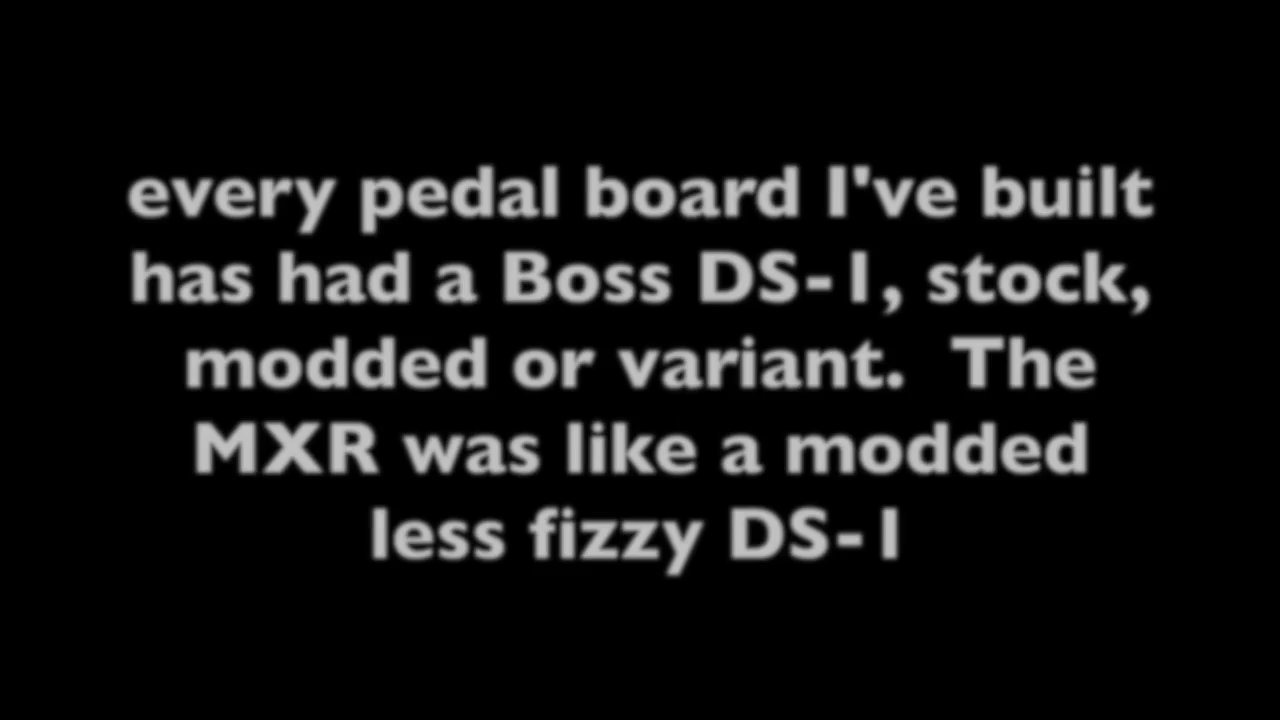 every pedal board I've built
has had a Boss DS-1, stock,
modded or variant.  The
MXR was like a modded
less fizzy DS-1